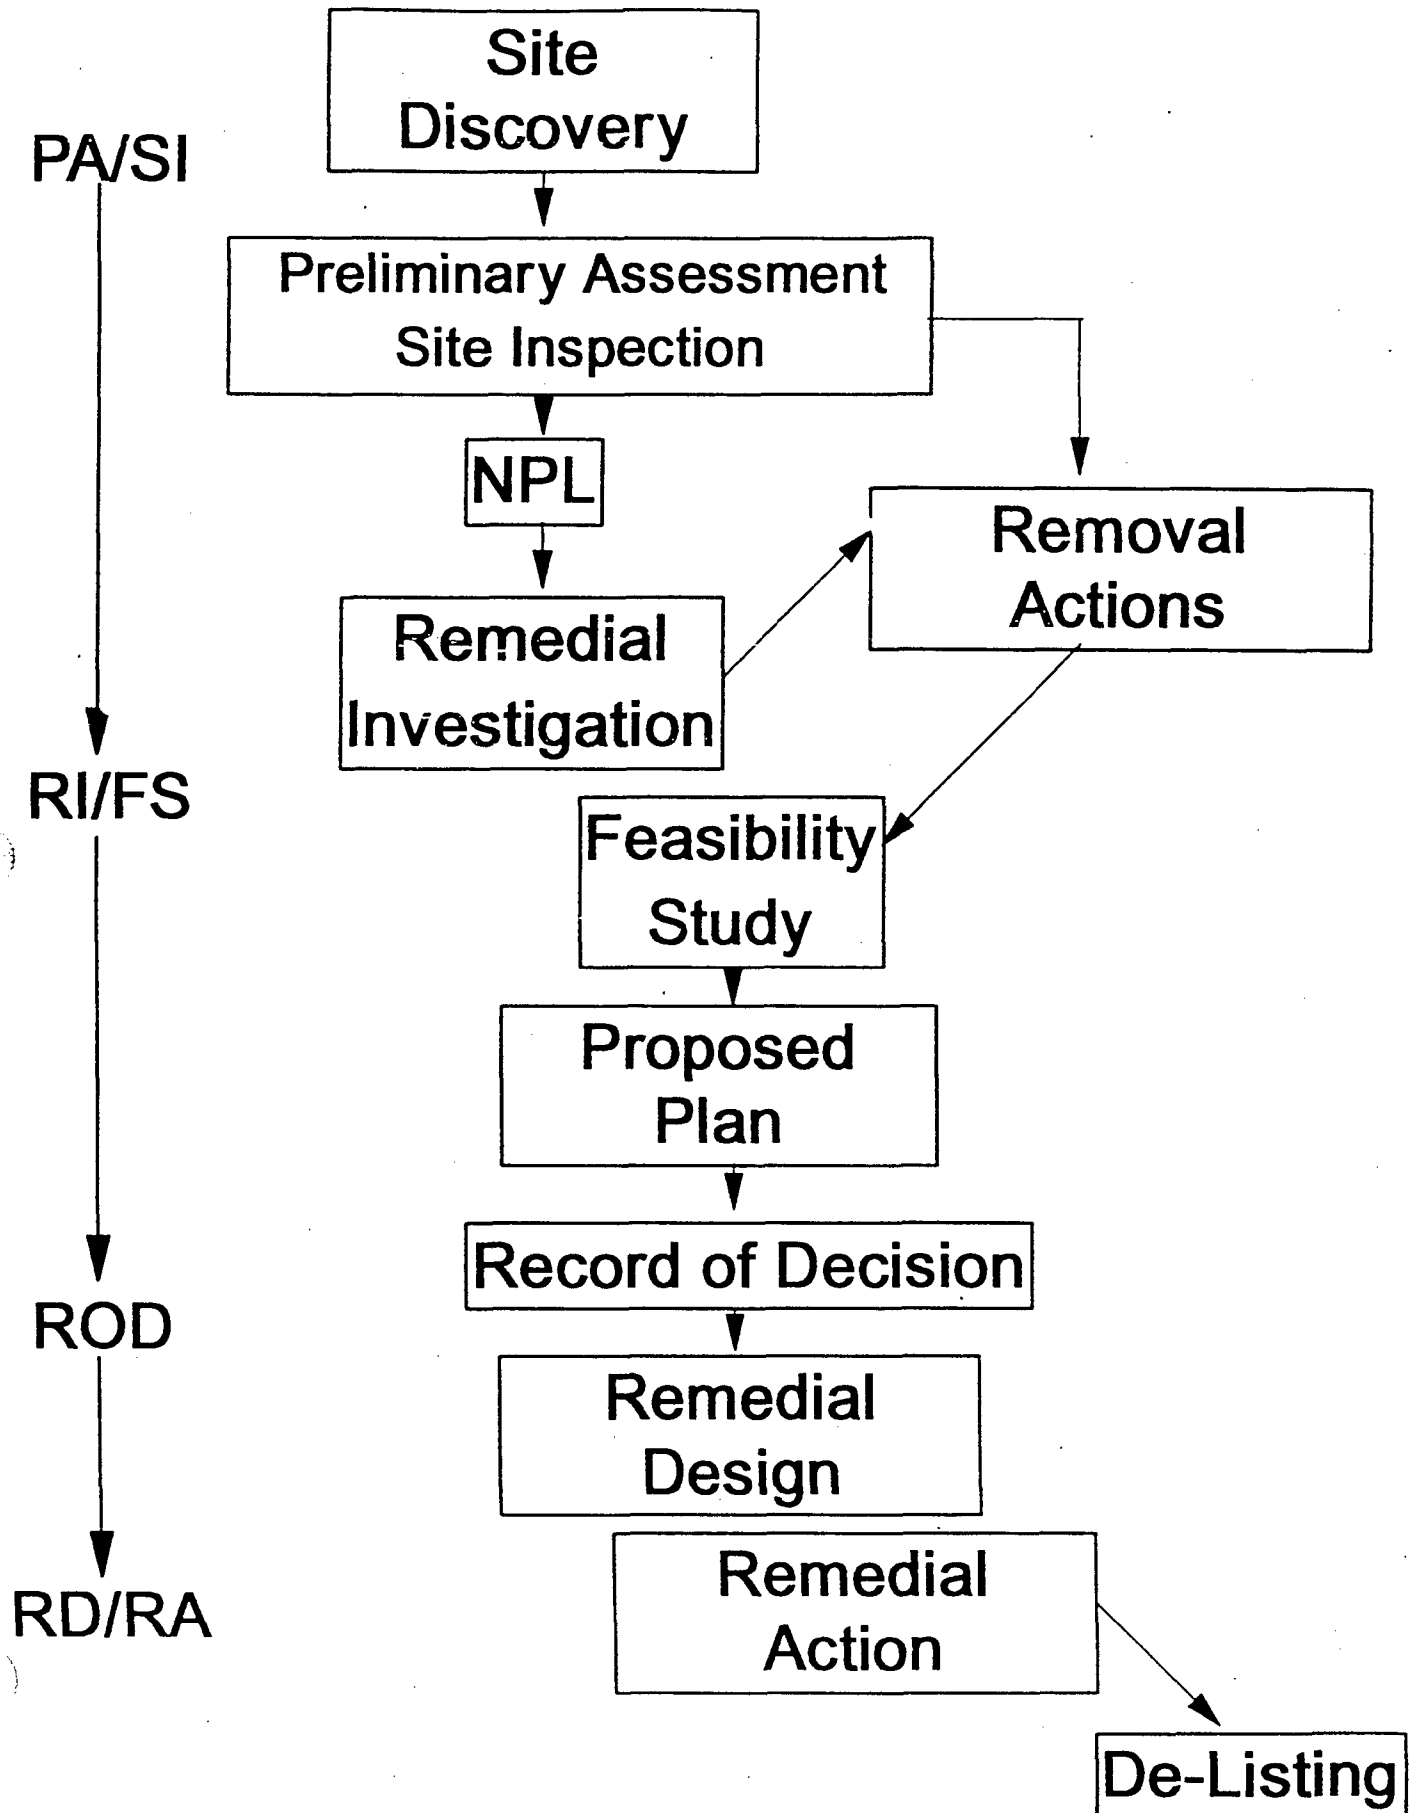 Site
Discovery
PA/SI
Preliminary Assessment
Site Inspection
NPL
Removal
Actions
Remedial
Investigation
RI/FS
Feasibility
Study
Proposed
Plan
Record of Decision
ROD
Remedial
Design
Remedial
Action
RD/RA
De-Listing